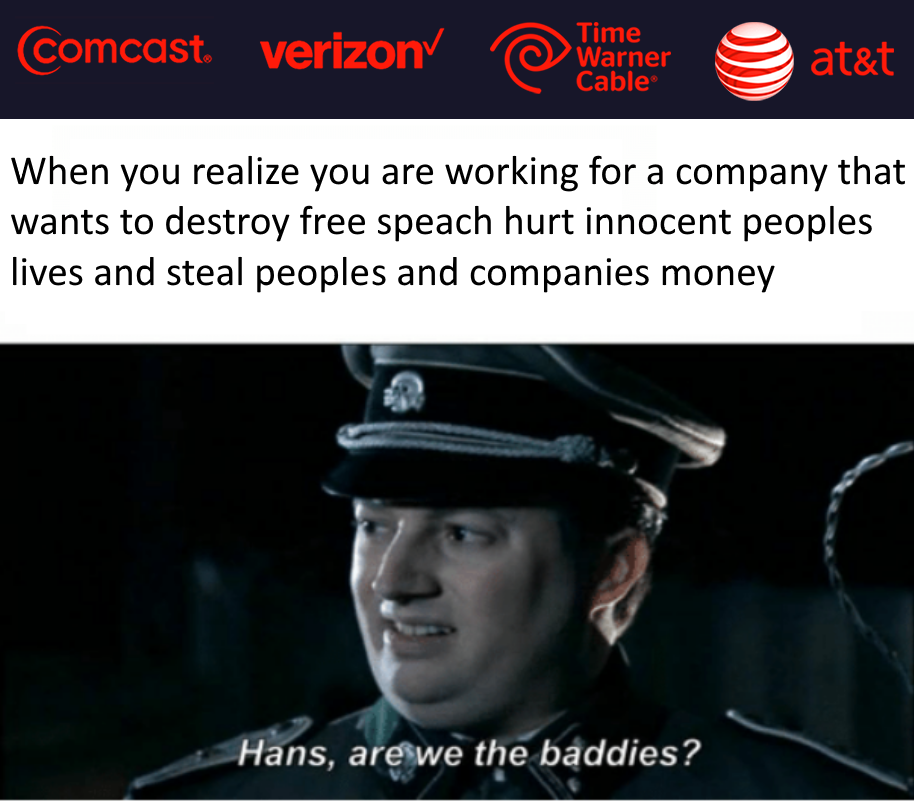 Comcast. verizon Time Warner Cable at&t
When you realize you are working for a company that
wants to destroy free speach hurt innocent peoples
lives and steal peoples and companies money
Hans, are we the baddies?